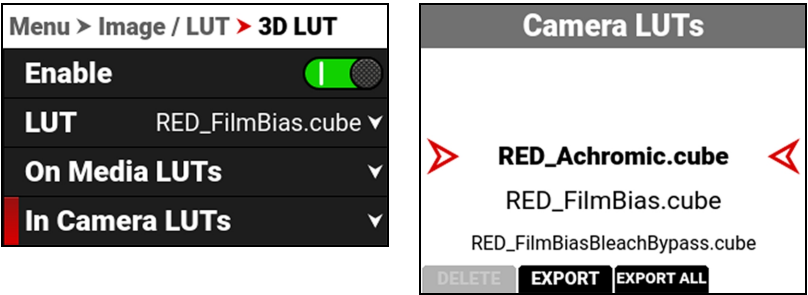 Menu > Image / LUT > 3D LUT
Enable
LUT RED_FilmBias.cube
On Media LUTs
In Camera LUTs
Camera LUTs
RED_Achromic.cube
RED_FilmBias.cube
RED_FilmBiasBleachBypass.cube
DELETE EXPORT EXPORT ALL